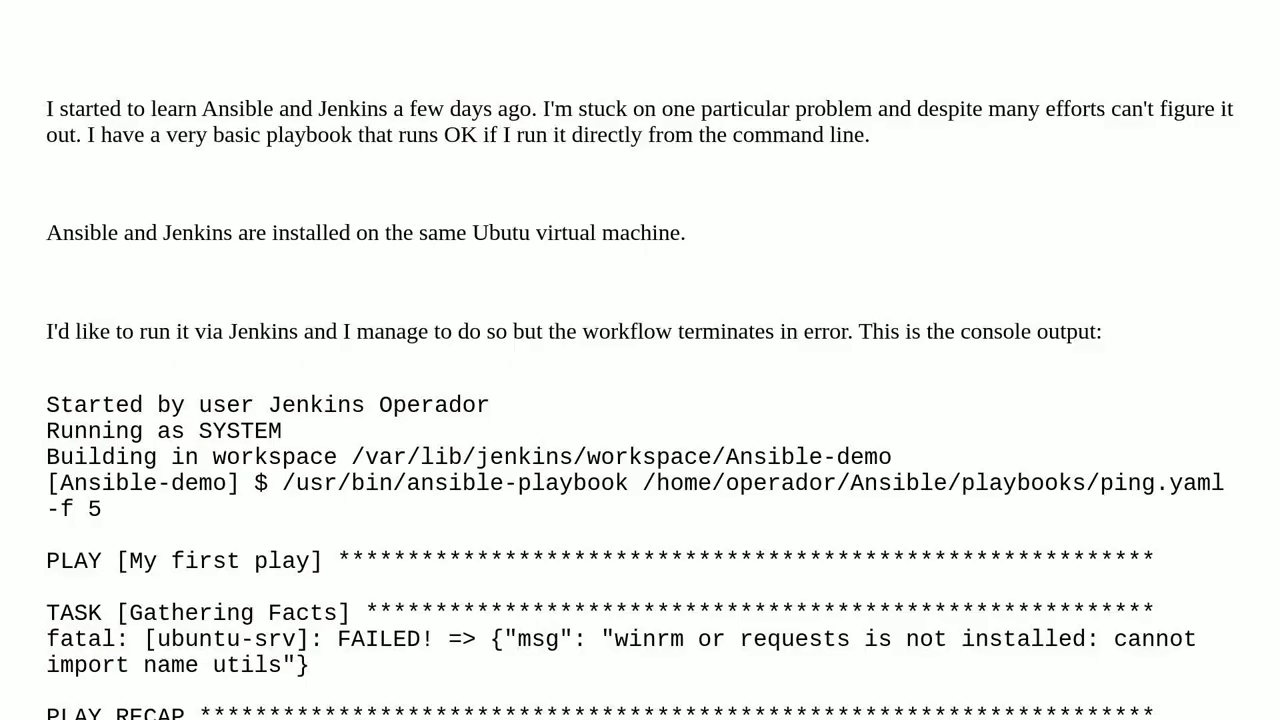 I started to learn Ansible and Jenkins a few days ago. I'm stuck on one particular problem and despite many efforts can't figure it
out. I have a very basic playbook that runs OK if I run it directly from the command line.
Ansible and Jenkins are installed on the same Ubutu virtual machine.
I'd like to run it via Jenkins and I manage to do so but the workflow terminates in error. This is the console output:
Started by user Jenkins Operador
Running as SYSTEM
Building in workspace /var/lib/jenkins/workspace/Ansible-demo
[Ansible-demo] $ /usr/bin/ansible-playbook /home/operador/Ansible/playbooks/ping.yaml
-f 5
PLAY [My first play] ***********************************************************
TASK [Gathering Facts] *********************************************************
fatal: [ubuntu-srv]: FAILED! => {"msg": "winrm or requests is not installed: cannot
import name utils"}
PLAY RECAP *********************************************************************